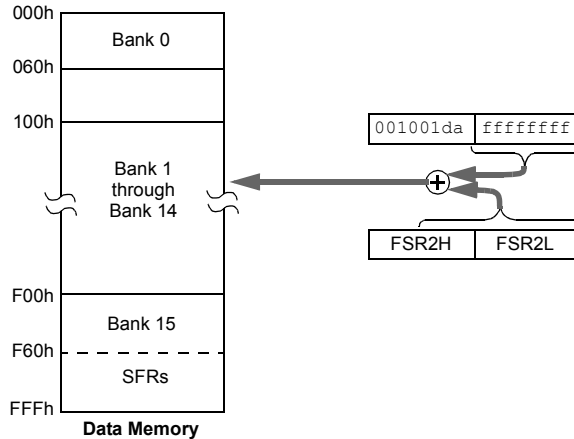 000h
Bank 0
060h
100h
Bank 1
through
Bank 14
F00h
Bank 15
F60h
SFRs
FFFh
Data Memory
001001da ffffffff
FSR2H FSR2L